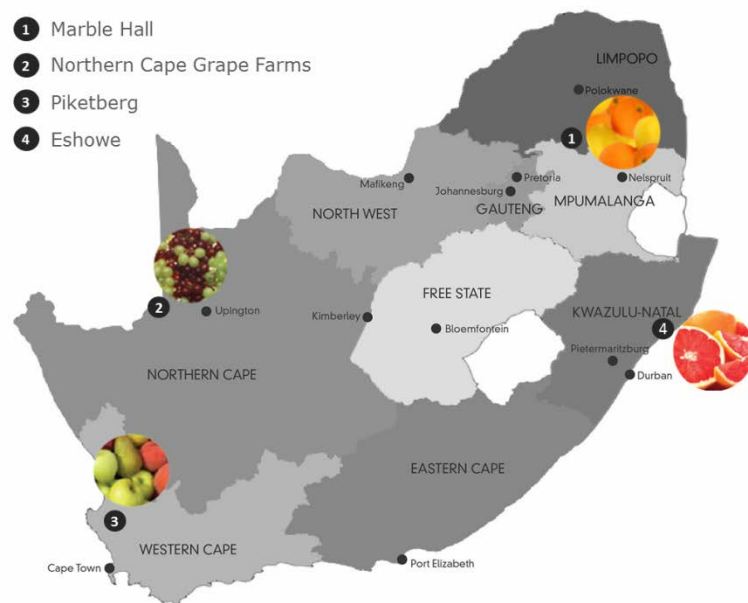 1 Marble Hall
2 Northern Cape Grape Farms
3 Piketberg
4 Eshowe
LIMPOPO
Polokwane
1
Mafikeng
Pretoria
Nelspruit
Johannesburg
NORTH WEST
GAUTENG
MPUMALANGA
2
Upington
Kimberley
FREE STATE
Bloemfontein
KWAZULU-NATAL
4
Pietermaritzburg
Durban
NORTHERN CAPE
EASTERN CAPE
3
WESTERN CAPE
Cape Town
Port Elizabeth